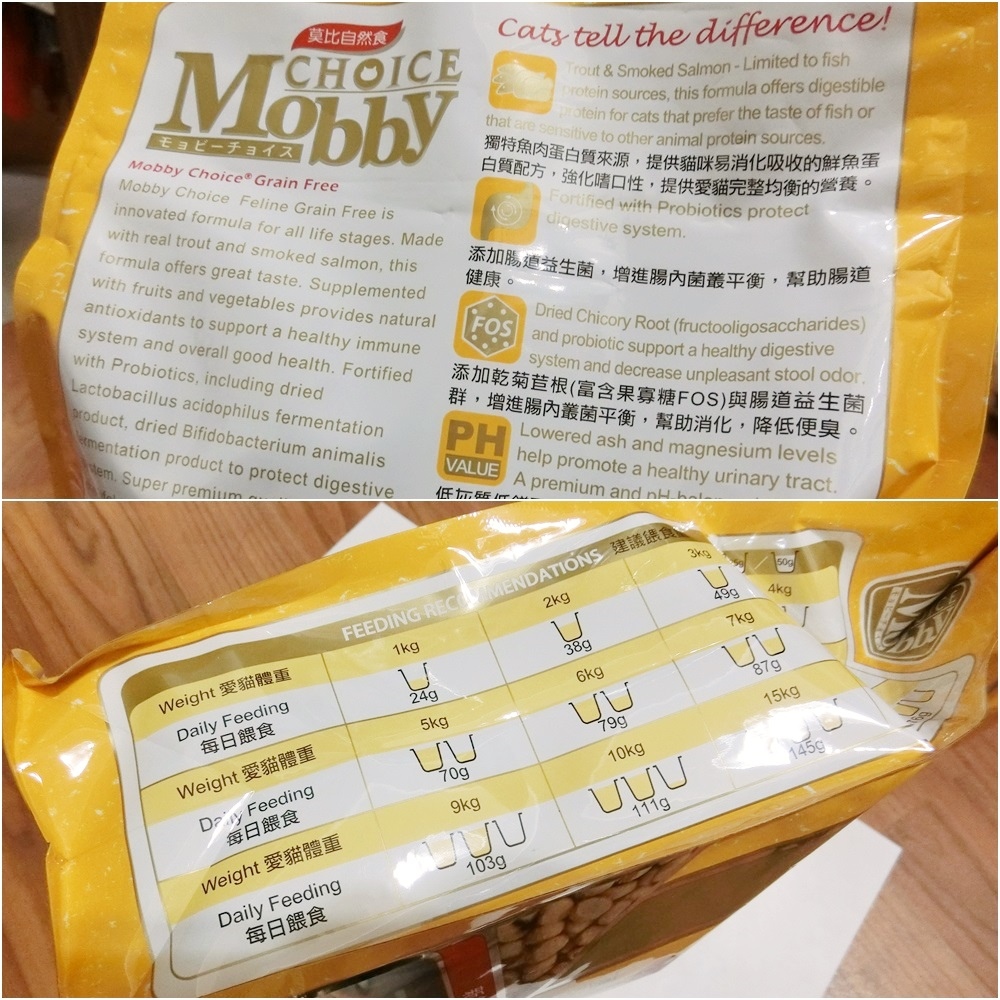 莫比自然食
CHOICE
Mobby
モョビーチョイス
Mobby Choice® Grain Free
Mobby Choice Feline Grain Free is
innovated formula for all life stages. Made
with real trout and smoked salmon, this
formula offers great taste. Supplemented
with fruits and vegetables provides natural
antioxidants to support a healthy immune
system and overall good health. Fortified
with Probiotics, including dried
Lactobacillus acidophilus fermentation
product, dried Bifidobacterium animalis
fermentation product to protect digestive
Super premium
Cats tell the difference!
Trout & Smoked Salmon - Limited to fish
protein sources, this formula offers digestible
protein for cats that prefer the taste of fish or
that are sensitive to other animal protein sources.
獨特魚肉蛋白質來源，提供貓咪易消化吸收的鮮魚蛋
白質配方，強化嗜口性，提供愛貓完整均衡的營養。
Fortified with Probiotics protect
digestive system.
添加腸道益生菌，增進腸內菌叢平衡，幫助腸道
健康。
FOS
Dried Chicory Root (fructooligosaccharides)
and probiotic support a healthy digestive
system and decrease unpleasant stool odor.
添加乾菊苣根(富含果寡糖FOS)與腸道益生菌
群，增進腸內叢菌平衡，幫助消化，降低便臭。
PH
VALUE
Lowered ash and magnesium levels
help promote a healthy urinary tract.
A premium and
FEEDING RECOMMENDATIONS 建議餵食
Weight 愛貓體重 1kg 2kg 3kg 4kg
Daily Feeding 24g 38g 49g
每日餵食
Weight 愛貓體重 5kg 6kg 7kg
Daily Feeding 70g 79g 87g
每日餵食
Weight 愛貓體重 9kg 10kg 15kg
Daily Feeding 103g 111g 145g
每日餵食
50g